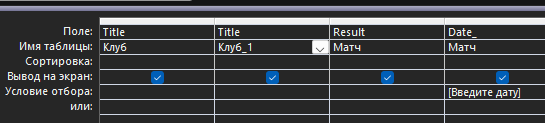 Поле: Title Title Result Date_
Имя таблицы: Клуб Клуб_1 Матч Матч
Сортировка:
Вывод на экран:
Условие отбора: [Введите дату]
или: